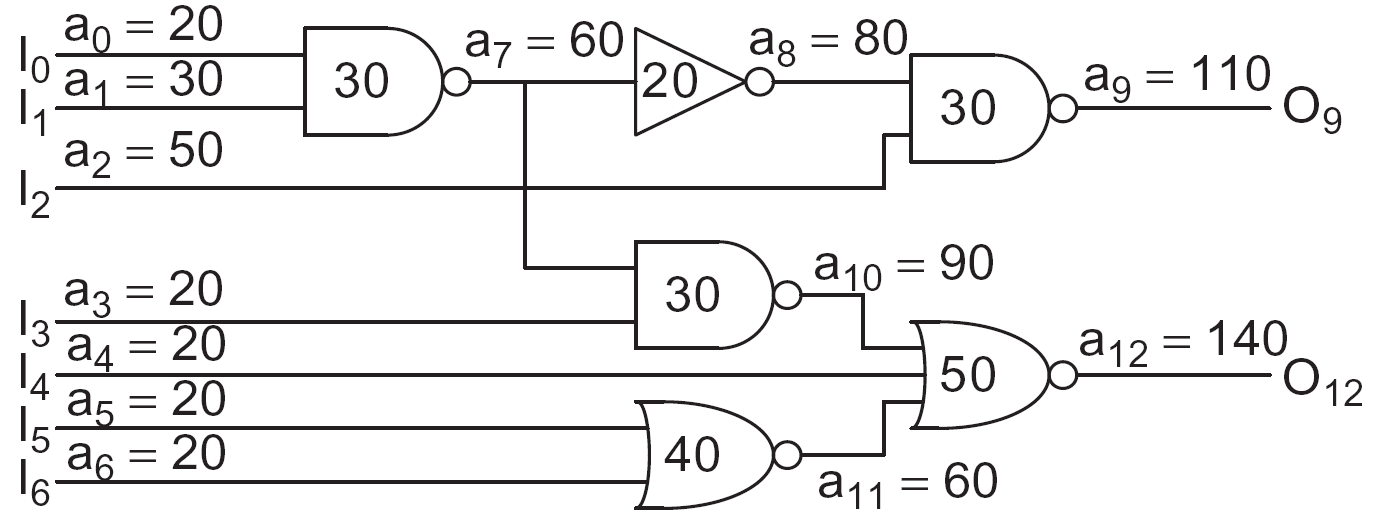 a0 = 20
I0
30
a7 = 60
20
a8 = 80
30
a9 = 110
O9
a1 = 30
I1
a2 = 50
I2
a3 = 20
I3
30
a10 = 90
a4 = 20
I4
50
a12 = 140
O12
a5 = 20
I5
40
a11 = 60
a6 = 20
I6